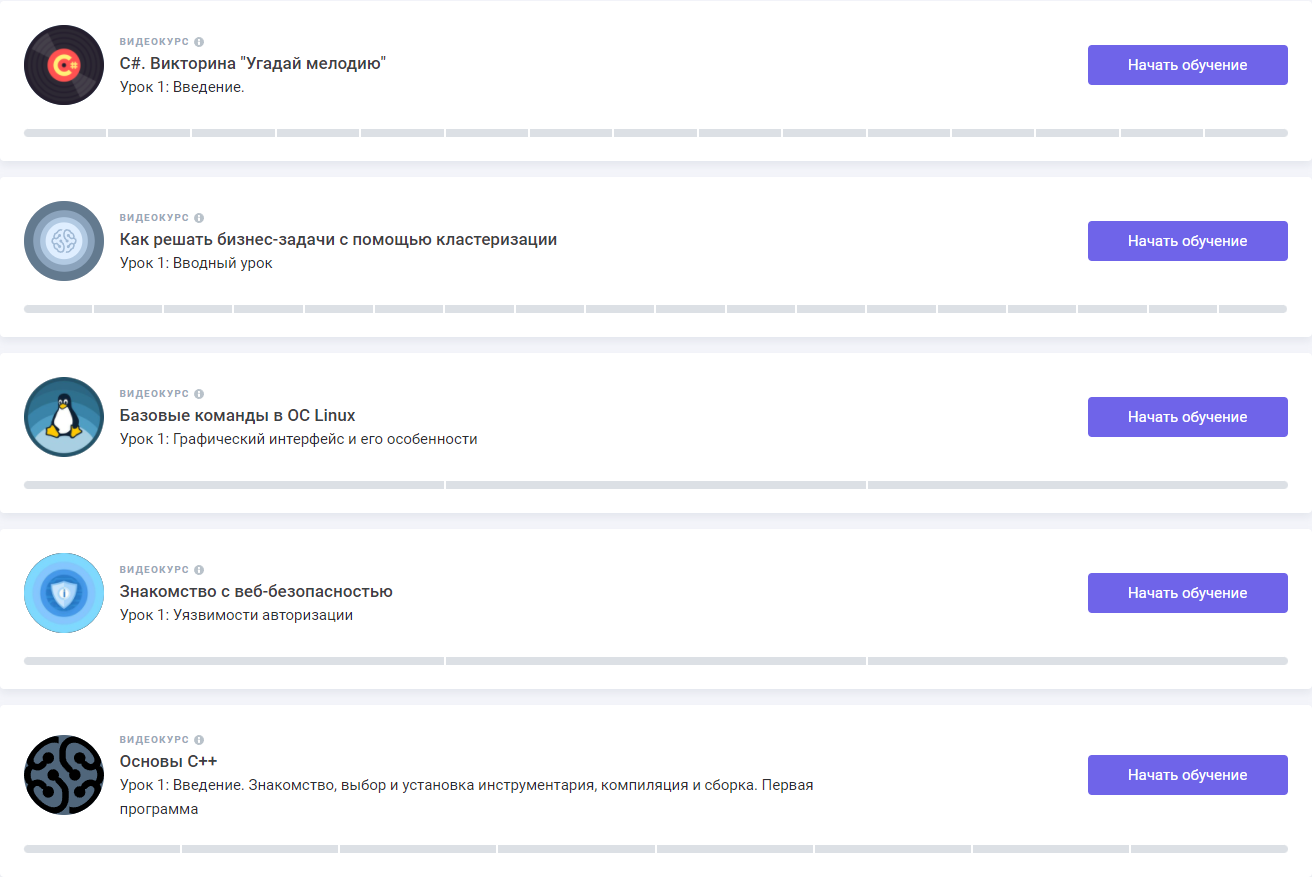 ВИДЕОКУРС
C#. Викторина "Угадай мелодию"
Урок 1: Введение.
Начать обучение
ВИДЕОКУРС
Как решать бизнес-задачи с помощью кластеризации
Урок 1: Вводный урок
Начать обучение
ВИДЕОКУРС
Базовые команды в ОС Linux
Урок 1: Графический интерфейс и его особенности
Начать обучение
ВИДЕОКУРС
Знакомство с веб-безопасностью
Урок 1: Уязвимости авторизации
Начать обучение
ВИДЕОКУРС
Основы C++
Урок 1: Введение. Знакомство, выбор и установка инструментария, компиляция и сборка. Первая
программа
Начать обучение